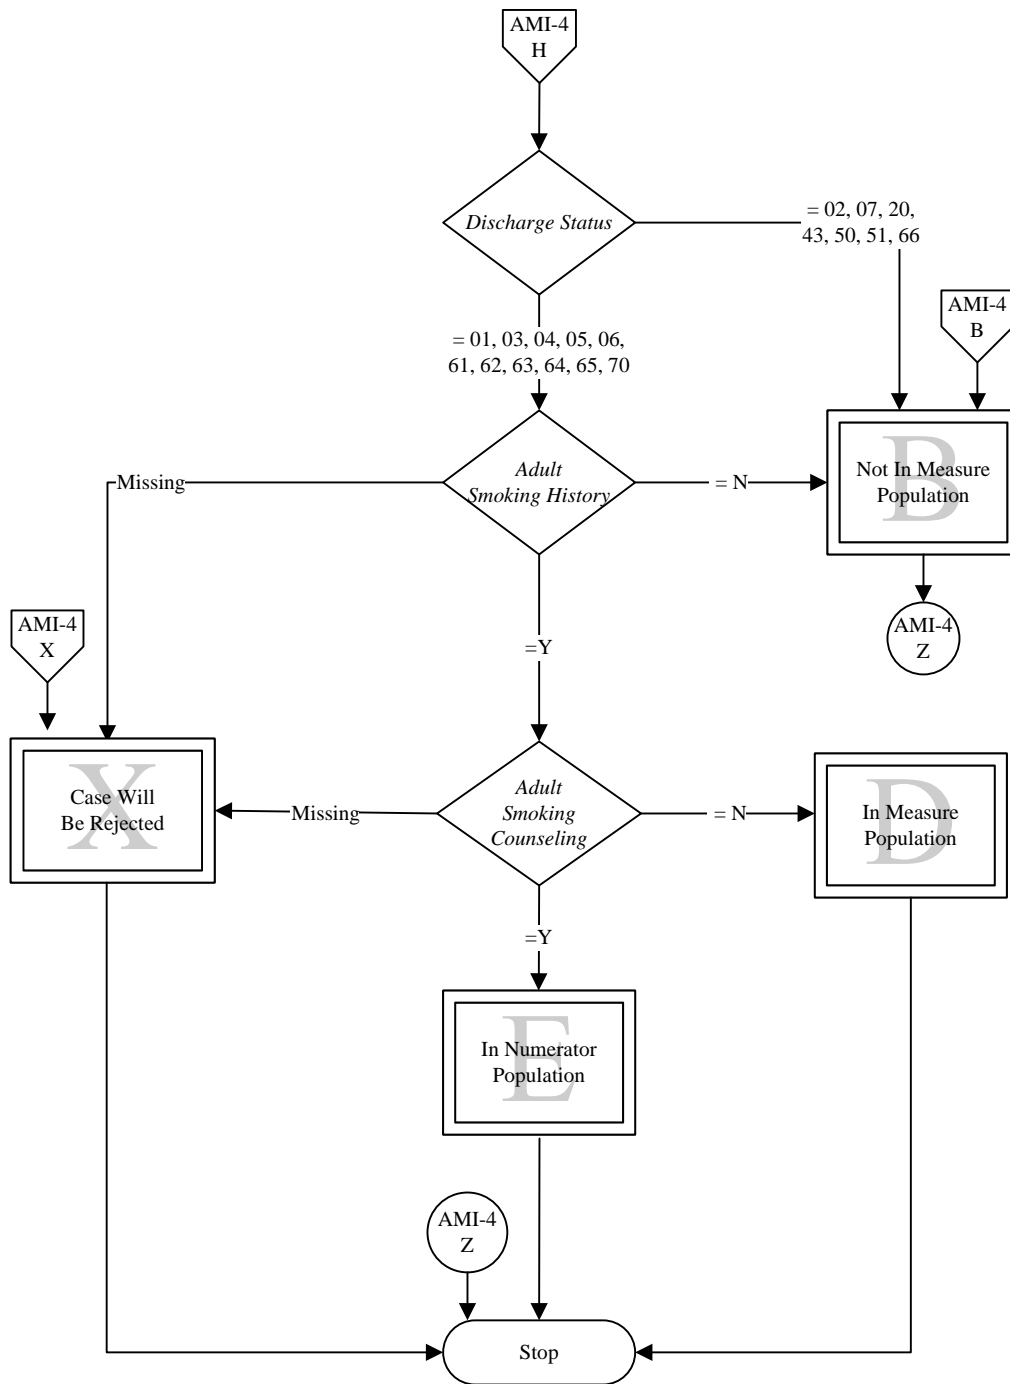 AMI-4
H
Discharge Status
= 02, 07, 20,
43, 50, 51, 66
= 01, 03, 04, 05, 06,
61, 62, 63, 64, 65, 70
AMI-4
B
Missing
Adult
Smoking History
= N
B
Not In Measure
Population
AMI-4
Z
AMI-4
X
=Y
X
Case Will
Be Rejected
Missing
Adult
Smoking
Counseling
= N
D
In Measure
Population
=Y
E
In Numerator
Population
AMI-4
Z
Stop